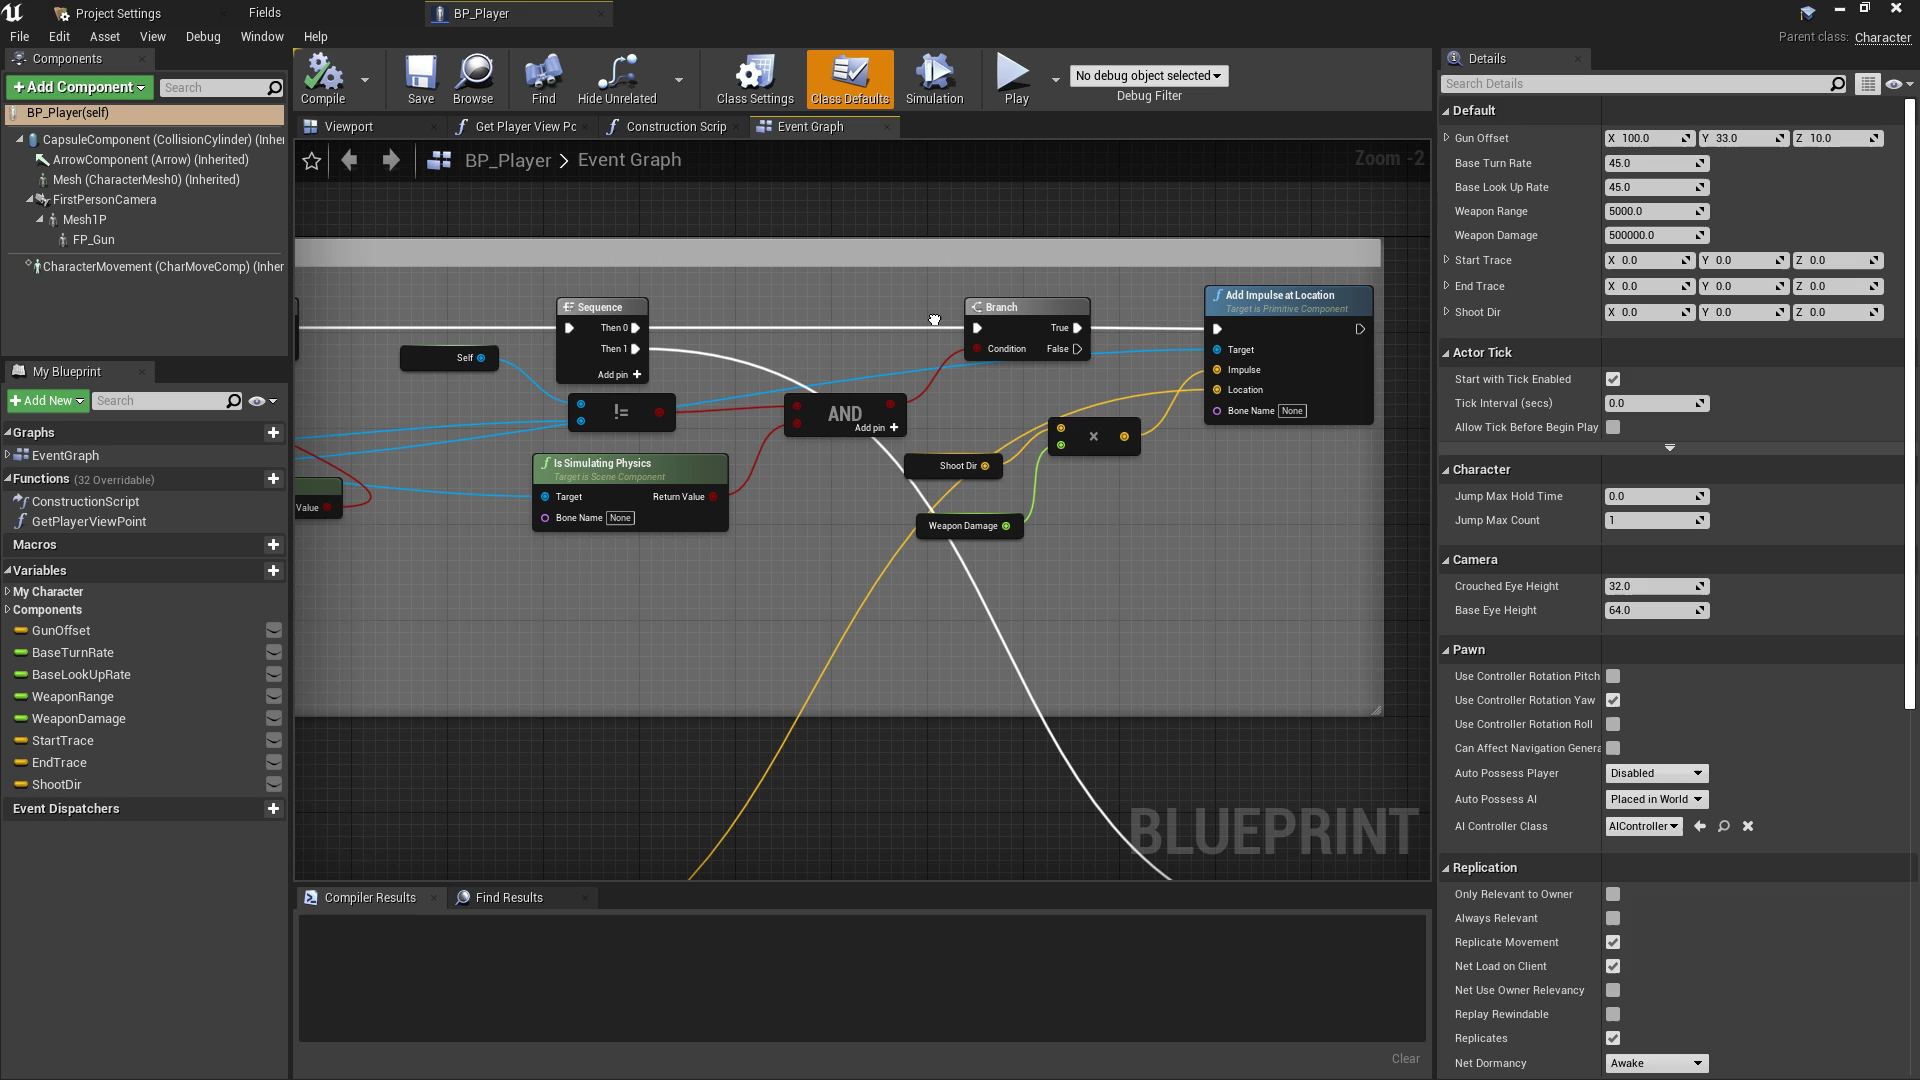 Project Settings
Fields
BP_Player
File Edit Asset View Debug Window Help
Parent class: Character
Components
Add Component
Search
BP_Player(self)
CapsuleComponent (CollisionCylinder) (Inher
ArrowComponent (Arrow) (Inherited)
Mesh (CharacterMesh0) (Inherited)
FirstPersonCamera
Mesh1P
FP_Gun
CharacterMovement (CharMoveComp) (Inher
My Blueprint
Add New
Search
Graphs
EventGraph
Functions (32 Overridable)
ConstructionScript
GetPlayerViewPoint
Macros
Variables
My Character
Components
GunOffset
BaseTurnRate
BaseLookUpRate
WeaponRange
WeaponDamage
StartTrace
EndTrace
ShootDir
Event Dispatchers
Compile
Save
Browse
Find
Hide Unrelated
Class Settings
Class Defaults
Simulation
Play
No debug object selected
Debug Filter
Viewport
Get Player View Pc
Construction Scrip
Event Graph
BP_Player > Event Graph
Zoom -2
Sequence
Then 0
Then 1
Add pin
Self
!=
Is Simulating Physics
Target is Scene Component
Target
Return Value
Bone Name None
Value
AND
Add pin
Branch
True
Condition
False
Shoot Dir
Weapon Damage
×
Add Impulse at Location
Target is Primitive Component
Target
Impulse
Location
Bone Name None
BLUEPRINT
Compiler Results
Find Results
Clear
Details
Search Details
Default
Gun Offset X 100.0 Y 33.0 Z 10.0
Base Turn Rate 45.0
Base Look Up Rate 45.0
Weapon Range 5000.0
Weapon Damage 500000.0
Start Trace X 0.0 Y 0.0 Z 0.0
End Trace X 0.0 Y 0.0 Z 0.0
Shoot Dir X 0.0 Y 0.0 Z 0.0
Actor Tick
Start with Tick Enabled
Tick Interval (secs) 0.0
Allow Tick Before Begin Play
Character
Jump Max Hold Time 0.0
Jump Max Count 1
Camera
Crouched Eye Height 32.0
Base Eye Height 64.0
Pawn
Use Controller Rotation Pitch
Use Controller Rotation Yaw
Use Controller Rotation Roll
Can Affect Navigation Genera
Auto Possess Player Disabled
Auto Possess AI Placed in World
AI Controller Class AIController
Replication
Only Relevant to Owner
Always Relevant
Replicate Movement
Net Load on Client
Net Use Owner Relevancy
Replay Rewindable
Replicates
Net Dormancy Awake